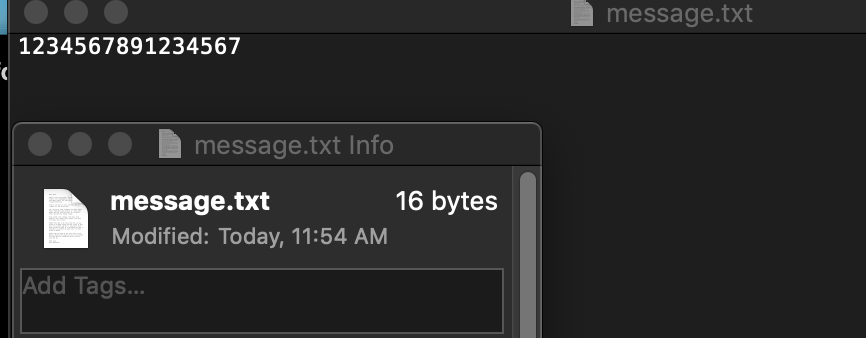 message.txt
1234567891234567
message.txt Info
message.txt 16 bytes
Modified: Today, 11:54 AM
Add Tags...